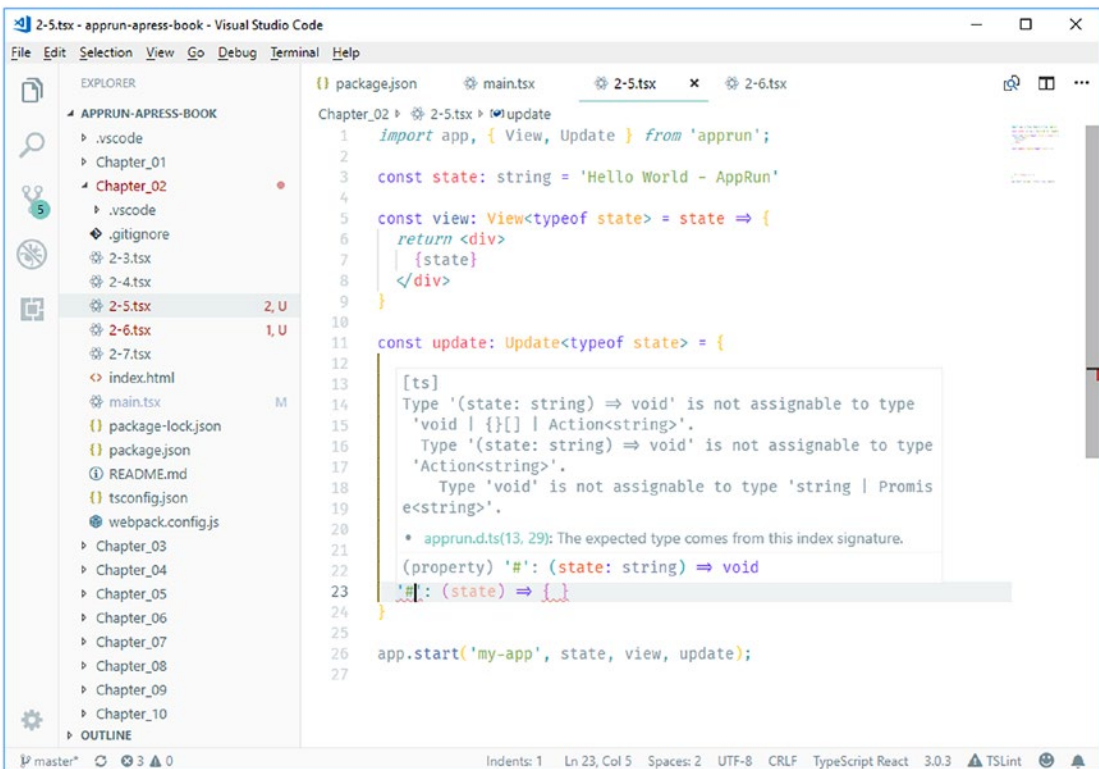 2-5.tsx - apprun-apress-book - Visual Studio Code
File Edit Selection View Go Debug Terminal Help
EXPLORER
APPRUN-APRESS-BOOK
.vscode
Chapter_01
Chapter_02
.vscode
.gitignore
2-3.tsx
2-4.tsx
2-5.tsx 2, U
2-6.tsx 1, U
2-7.tsx
index.html
main.tsx M
package-lock.json
package.json
README.md
tsconfig.json
webpack.config.js
Chapter_03
Chapter_04
Chapter_05
Chapter_06
Chapter_07
Chapter_08
Chapter_09
Chapter_10
OUTLINE
5
{} package.json main.tsx 2-5.tsx × 2-6.tsx
Chapter_02 2-5.tsx update
1 import app, { View, Update } from 'apprun';
2
3 const state: string = 'Hello World - AppRun'
4
5 const view: View<typeof state> = state => {
6 return <div>
7 {state}
8 </div>
9 }
10
11 const update: Update<typeof state> = {
12
13 [ts]
14 Type '(state: string) => void' is not assignable to type
15 'void | {}[] | Action<string>'.
16 Type '(state: string) => void' is not assignable to type
17 'Action<string>'.
18 Type 'void' is not assignable to type 'string | Promis
19 e<string>'.
20
21 • apprun.d.ts(13, 29): The expected type comes from this index signature.
22 (property) '#': (state: string) => void
23 '#': (state) => { }
24 }
25
26 app.start('my-app', state, view, update);
27
master* 3 0 Indents: 1 Ln 23, Col 5 Spaces: 2 UTF-8 CRLF TypeScript React 3.0.3 TSLint